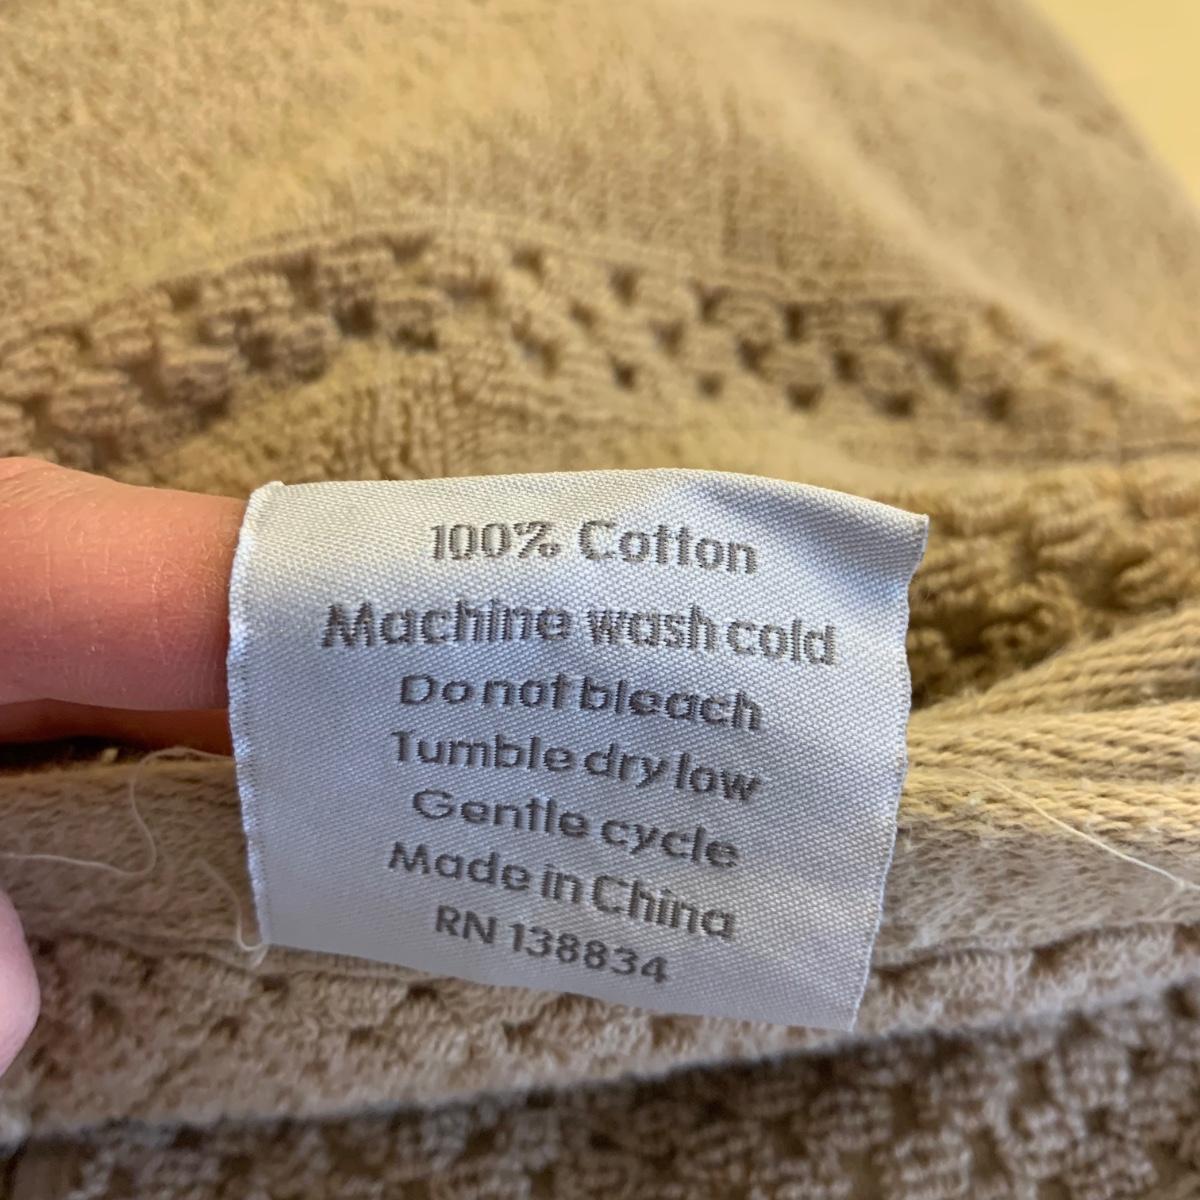 100% Cotton
Machine wash cold
Do not bleach
Tumble dry low
Gentle cycle
Made in China
RN 138834